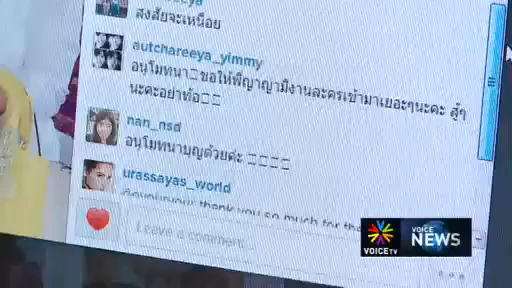 สงสัยจะเหนื่อย
autchareeya_yimmy
อนุโมทนา□ขอให้พี่ญาญ่ามีงานละครเข้ามาเยอะๆนะคะ สู้ๆ
นะคะอย่าท้อ□□
nan_nsd
อนุโมทนาบุญด้วยค่ะ □□□□
urassayas_world
thank you so much for the
Leave a comment...
VOICE TV
VOICE
NEWS